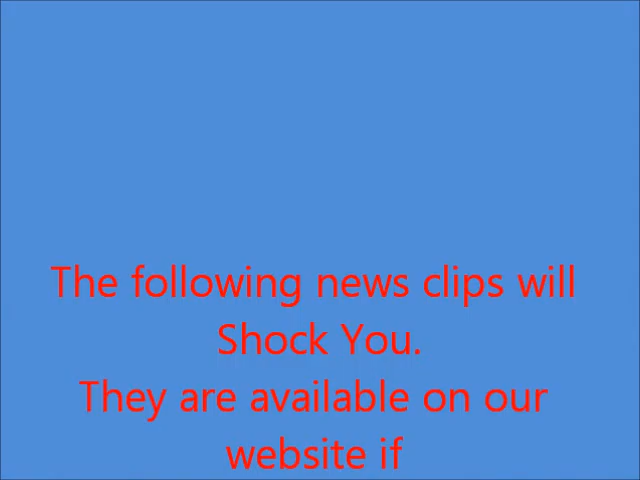 The following news clips will
Shock You.
They are available on our
website if